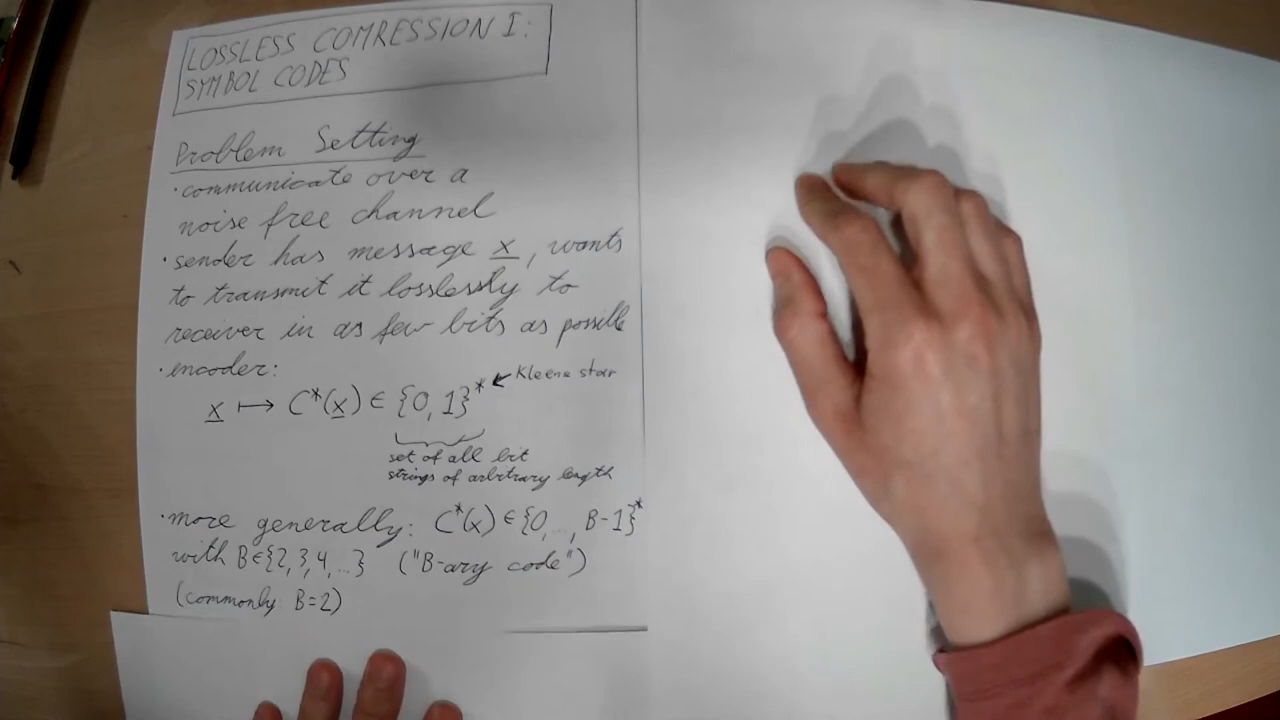 LOSSLESS COMRESSION I:
SYMBOL CODES
Problem Setting
• communicate over a
noise free channel
• sender has message x, wants
to transmit it losslessly to
receiver in as few bits as possible
• encoder:
x ↦ C*(x) ∈ {0, 1}* ← Kleene star
set of all bit
strings of arbitrary length
• more generally: C*(x) ∈ {0, ..., B-1}*
with B∈{2, 3, 4, ...} ("B-ary code")
(commonly B=2)